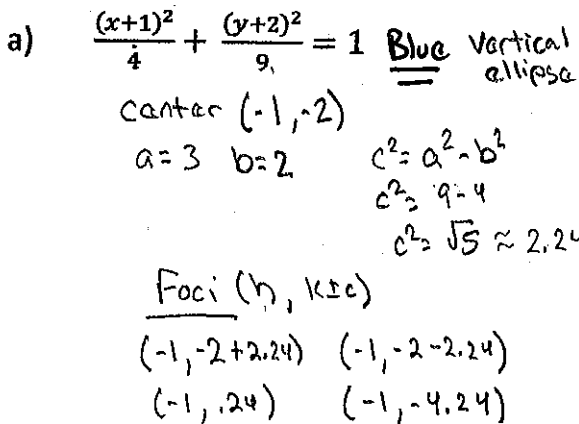 a) (x+1)²/4 + (y+2)²/9 = 1 Blue Vertical ellipse
center (-1,-2)
a=3 b=2 c²=a²-b²
c²=9-4
c²=√5≈2.24
Foci (h, k±c)
(-1,-2+2.24) (-1,-2-2.24)
(-1, .24) (-1,-4.24)